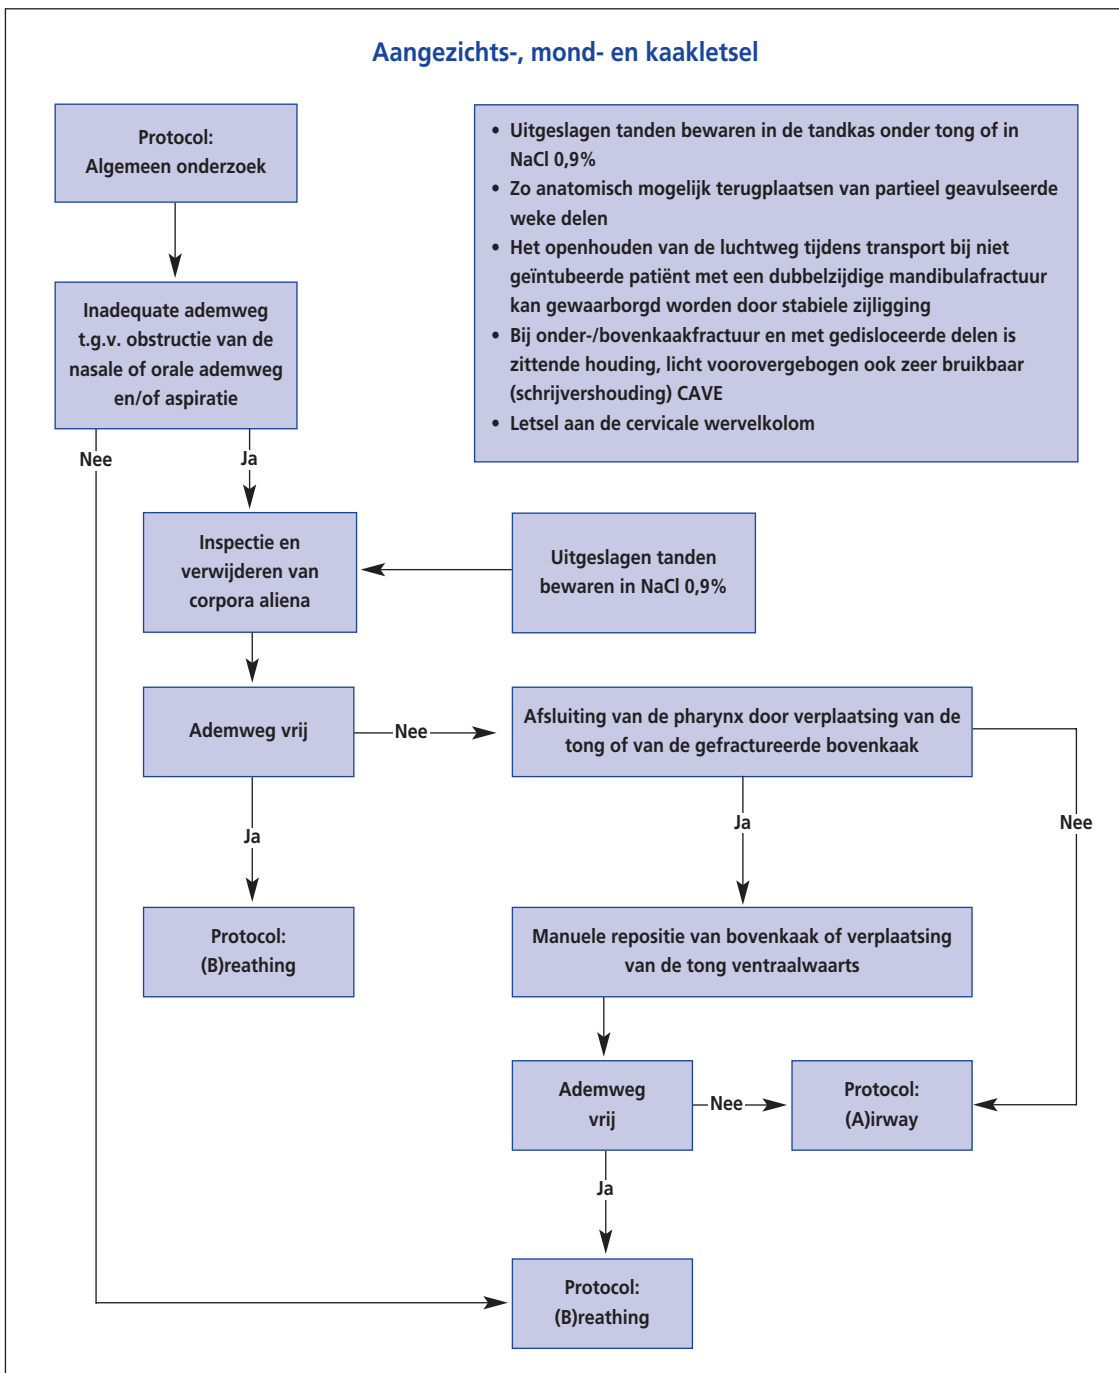 Aangezichts-, mond- en kaakletsel
Protocol:
Algemeen onderzoek
• Uitgeslagen tanden bewaren in de tandkas onder tong of in
NaCl 0,9%
• Zo anatomisch mogelijk terugplaatsen van partieel geavulseerde
weke delen
• Het openhouden van de luchtweg tijdens transport bij niet
geïntubeerde patiënt met een dubbelzijdige mandibulafractuur
kan gewaarborgd worden door stabiele zijligging
• Bij onder-/bovenkaakfractuur en met gedisloceerde delen is
zittende houding, licht voorovergebogen ook zeer bruikbaar
(schrijvershouding) CAVE
• Letsel aan de cervicale wervelkolom
Inadequate ademweg
t.g.v. obstructie van de
nasale of orale ademweg
en/of aspiratie
Nee
Ja
Inspectie en
verwijderen van
corpora aliena
Uitgeslagen tanden
bewaren in NaCl 0,9%
Ademweg vrij
Nee
Afsluiting van de pharynx door verplaatsing van de
tong of van de gefractureerde bovenkaak
Ja
Ja
Nee
Protocol:
(B)reathing
Manuele repositie van bovenkaak of verplaatsing
van de tong ventraalwaarts
Ademweg
vrij
Nee
Protocol:
(A)irway
Ja
Protocol:
(B)reathing